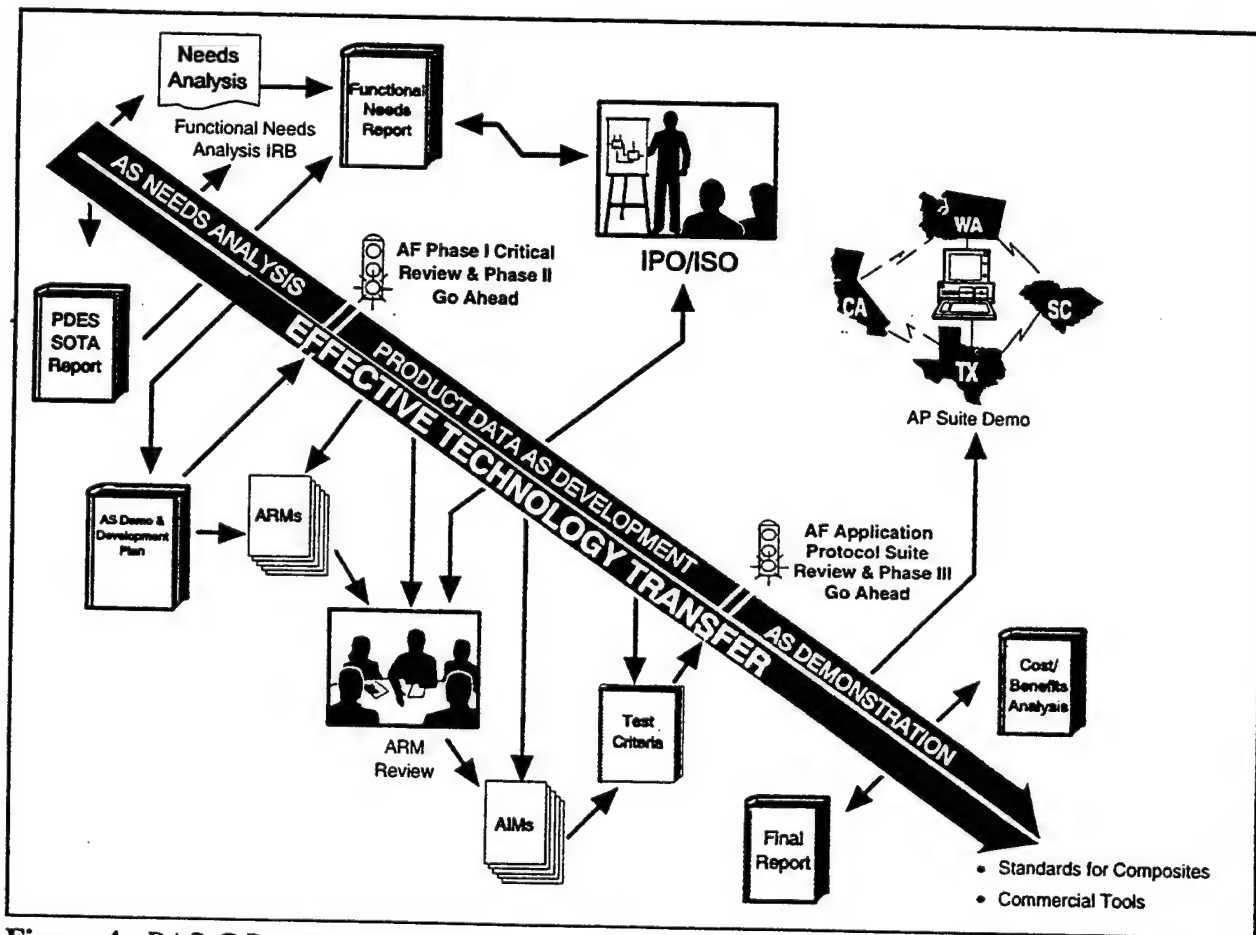 Needs
Analysis
Functional
Needs
Report
Functional Needs
Analysis IRB
AS NEEDS ANALYSIS
AF Phase I Critical
Review & Phase II
Go Ahead
IPO/ISO
WA
CA
SC
TX
AP Suite Demo
PDES
SOTA
Report
PRODUCT DATA AS DEVELOPMENT
EFFECTIVE TECHNOLOGY TRANSFER
AS Demo &
Development
Plan
ARMs
AF Application
Protocol Suite
Review & Phase III
Go Ahead
AS DEMONSTRATION
ARM
Review
Test
Criteria
Cost/
Benefits
Analysis
AIMs
Final
Report
• Standards for Composites
• Commercial Tools